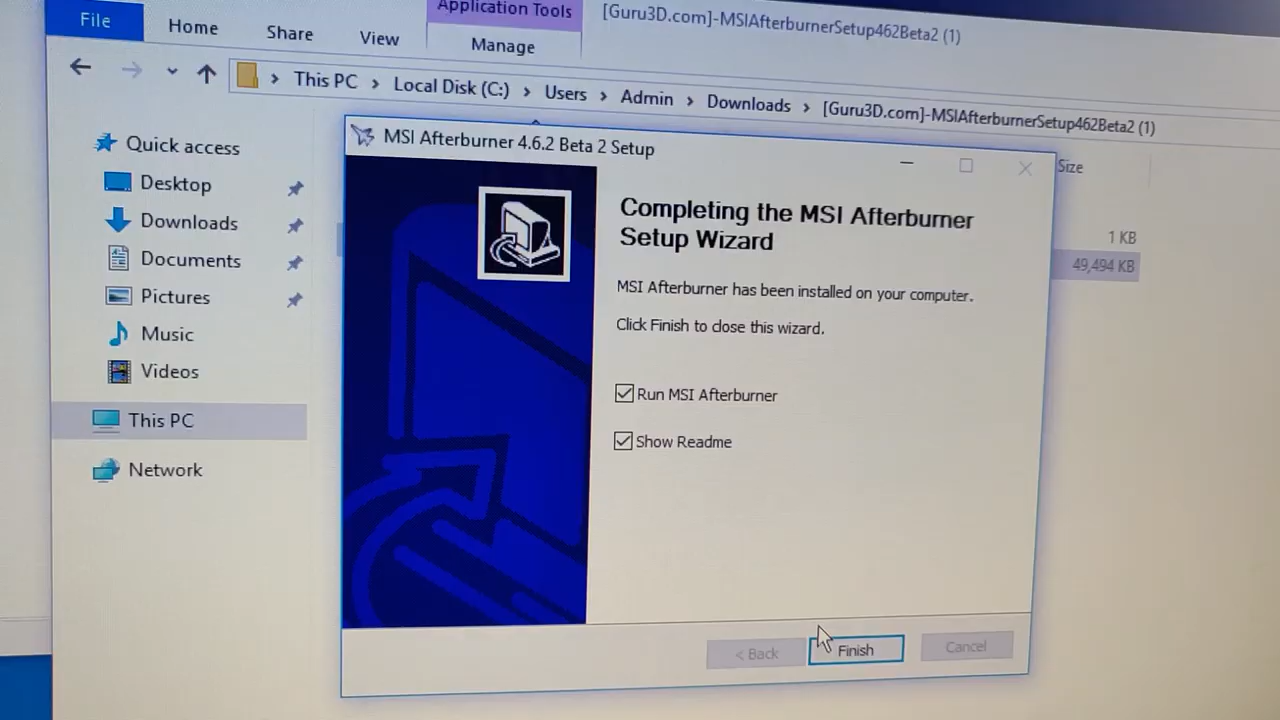 Application Tools
[Guru3D.com]-MSIAfterburnerSetup462Beta2 (1)
File
Home
Share
View
Manage
This PC > Local Disk (C:) > Users > Admin > Downloads > [Guru3D.com]-MSIAfterburnerSetup462Beta2 (1)
Quick access
Desktop
Downloads
Documents
Pictures
Music
Videos
This PC
Network
Size
1 KB
49,494 KB
MSI Afterburner 4.6.2 Beta 2 Setup
Completing the MSI Afterburner
Setup Wizard
MSI Afterburner has been installed on your computer.
Click Finish to close this wizard.
Run MSI Afterburner
Show Readme
< Back
Finish
Cancel